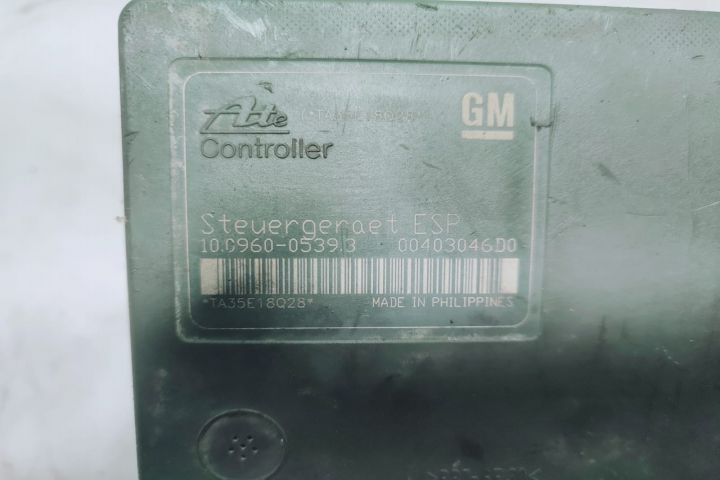 Ate GM
Controller
Steuergeraet ESP
10.0960-0539.3 00403046D0
*TA35E18Q28* MADE IN PHILIPPINES